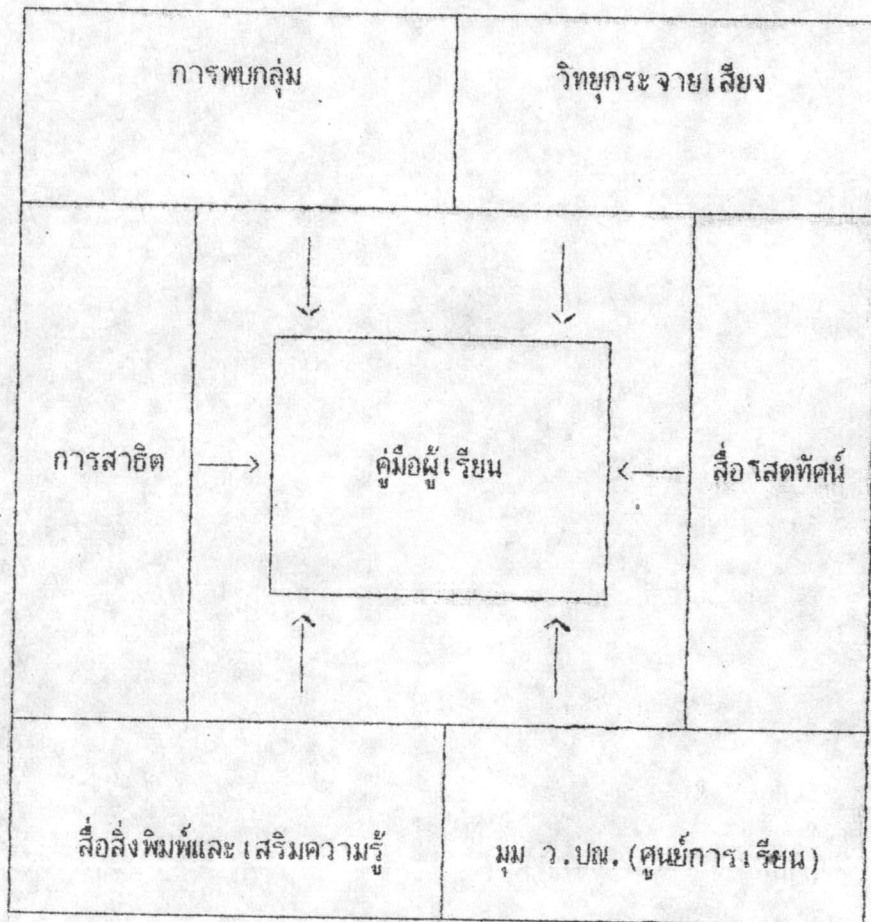 การพบกลุ่ม
วิทยุกระจายเสียง
การสาธิต
คู่มือผู้เรียน
สื่อโสตทัศน์
สื่อสิ่งพิมพ์และเสริมความรู้
มุม ว.ปณ.(ศูนย์การเรียน)